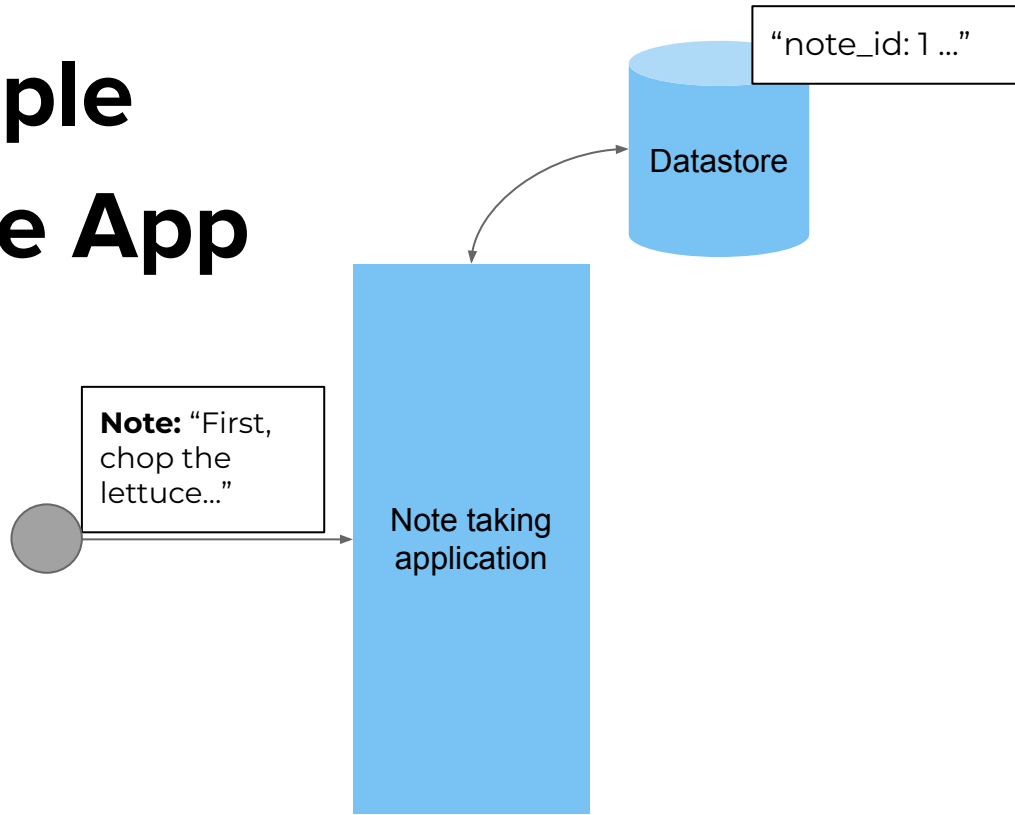 ple
e App
"note_id: 1 ..."
Datastore
Note: “First,
chop the
lettuce...”
Note taking
application